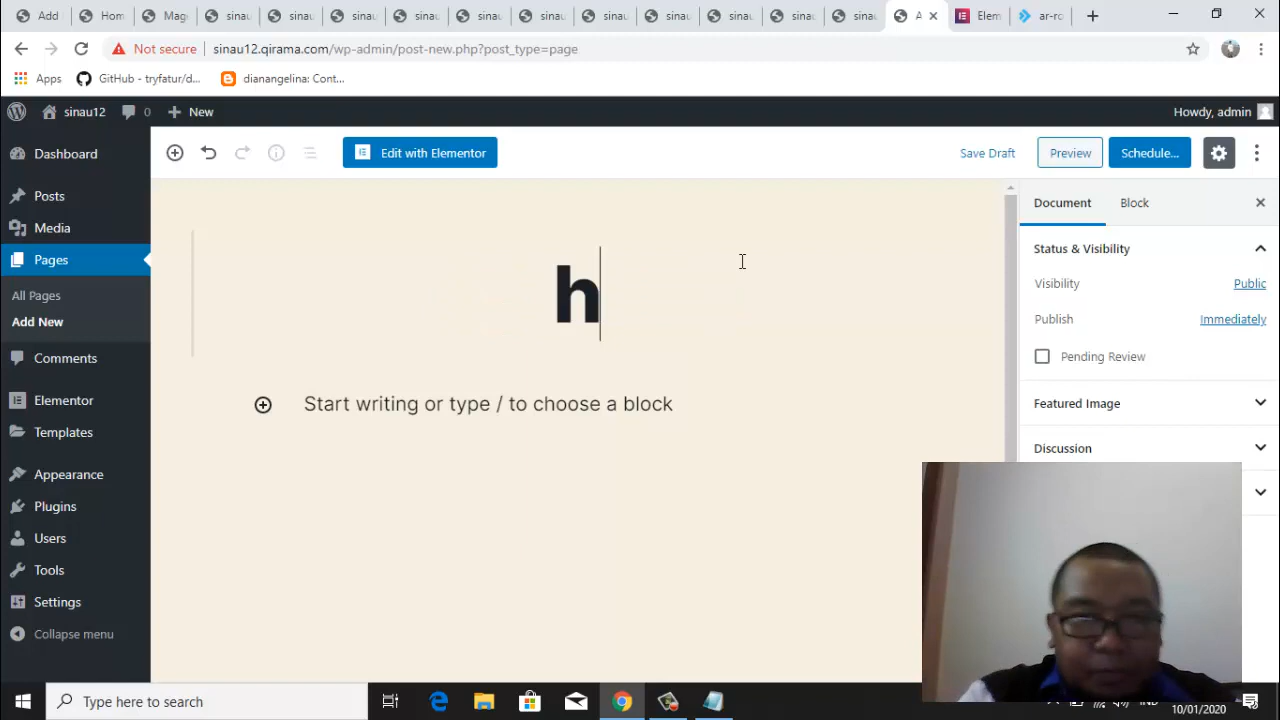 Add
Hom
Mag
sinau
sinau
sinau
sinau
sinau
sinau
sinau
sinau
sinau
sinau
sinau
A
Elem
ar-ro
Not secure
sinau12.qirama.com/wp-admin/post-new.php?post_type=page
Apps
GitHub - tryfatur/d...
dianangelina: Cont...
sinau12
0
New
Howdy, admin
Dashboard
Edit with Elementor
Save Draft
Preview
Schedule...
Posts
Document
Block
Media
Status & Visibility
Pages
Visibility
Public
All Pages
h
Publish
Immediately
Add New
Comments
Pending Review
Elementor
Start writing or type / to choose a block
Featured Image
Templates
Discussion
Appearance
Plugins
Users
Tools
Settings
Collapse menu
Type here to search
10/01/2020